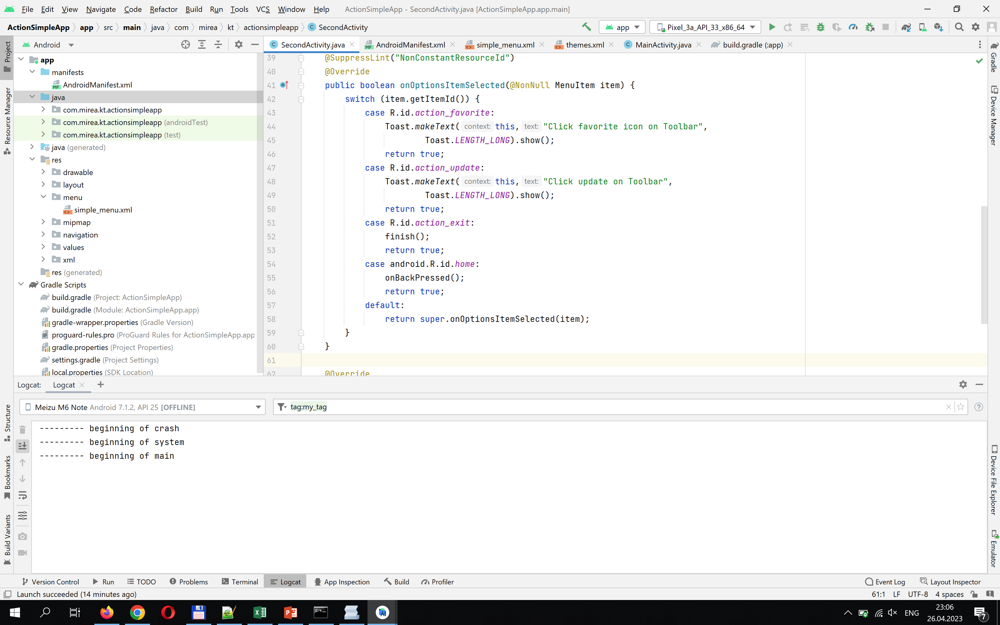 File Edit View Navigate Code Refactor Build Run Tools VCS Window Help ActionSimpleApp - SecondActivity.java [ActionSimpleApp.app.main]
ActionSimpleApp app src main java com mirea kt actionsimpleapp SecondActivity app Pixel_3a_API_33_x86_64
Android
SecondActivity.java AndroidManifest.xml simple_menu.xml themes.xml MainActivity.java build.gradle (:app)
Project
Resource Manager
Structure
Bookmarks
Build Variants
app
manifests
AndroidManifest.xml
java
com.mirea.kt.actionsimpleapp
com.mirea.kt.actionsimpleapp (androidTest)
com.mirea.kt.actionsimpleapp (test)
java (generated)
res
drawable
layout
menu
simple_menu.xml
mipmap
navigation
values
xml
res (generated)
Gradle Scripts
build.gradle (Project: ActionSimpleApp)
build.gradle (Module: ActionSimpleApp.app)
gradle-wrapper.properties (Gradle Version)
proguard-rules.pro (ProGuard Rules for ActionSimpleApp.app
gradle.properties (Project Properties)
settings.gradle (Project Settings)
local.properties (SDK Location)
39 @SuppressLint("NonConstantResourceId")
40 @Override
41 public boolean onOptionsItemSelected(@NonNull MenuItem item) {
42 switch (item.getItemId()) {
43 case R.id.action_favorite:
44 Toast.makeText( context: this, text: "Click favorite icon on Toolbar",
45 Toast.LENGTH_LONG).show();
46 return true;
47 case R.id.action_update:
48 Toast.makeText( context: this, text: "Click update on Toolbar",
49 Toast.LENGTH_LONG).show();
50 return true;
51 case R.id.action_exit:
52 finish();
53 return true;
54 case android.R.id.home:
55 onBackPressed();
56 return true;
57 default:
58 return super.onOptionsItemSelected(item);
59 }
60 }
61
62 @Override
Gradle
Device Manager
Device File Explorer
Emulator
Logcat: Logcat
Meizu M6 Note Android 7.1.2, API 25 [OFFLINE] tag:my_tag
--------- beginning of crash
--------- beginning of system
--------- beginning of main
Version Control Run TODO Problems Terminal Logcat App Inspection Build Profiler Event Log Layout Inspector
Launch succeeded (14 minutes ago) 61:1 LF UTF-8 4 spaces
ENG 23:06
26.04.2023 7